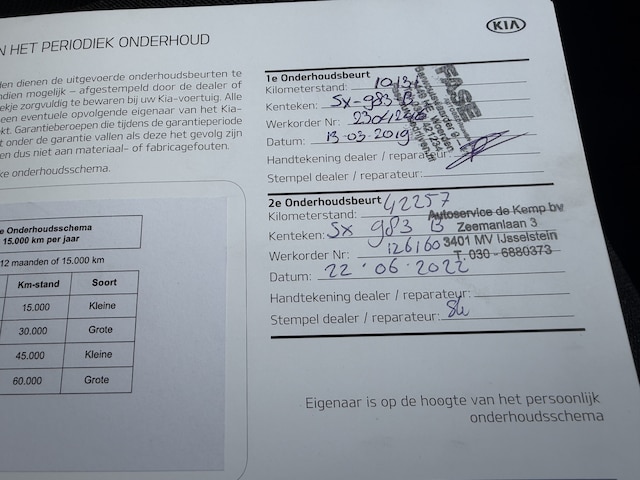 KIA
N HET PERIODIEK ONDERHOUD
den dienen de uitgevoerde onderhoudsbeurten te
ndien mogelijk – afgestempeld door de dealer of
ekje zorgvuldig te bewaren bij uw Kia-voertuig. Alle
een eventuele opvolgende eigenaar van het Kia-
kt. Garantieberoepen die tijdens de garantieperiode
t onder de garantie vallen als deze het gevolg zijn
en dus niet aan materiaal- of fabricagefouten.
ke onderhoudsschema.
e Onderhoudsschema
15.000 km per jaar
12 maanden of 15.000 km
Km-stand Soort
15.000 Kleine
30.000 Grote
45.000 Kleine
60.000 Grote
1e Onderhoudsbeurt
Kilometerstand:
Kenteken: SX-983-B
Werkorder Nr:
Datum: 13-03-2019
Handtekening dealer / reparateur:
Stempel dealer / reparateur:
FASE
2e Onderhoudsbeurt
Kilometerstand: 42257
Kenteken: SX 983 B
Werkorder Nr: 126160
Datum: 22-06-2022
Handtekening dealer / reparateur:
Stempel dealer / reparateur:
Autoservice de Kemp bv
Zeemanlaan 3
3401 MV IJsselstein
T. 030 - 6880373
Eigenaar is op de hoogte van het persoonlijk
onderhoudsschema